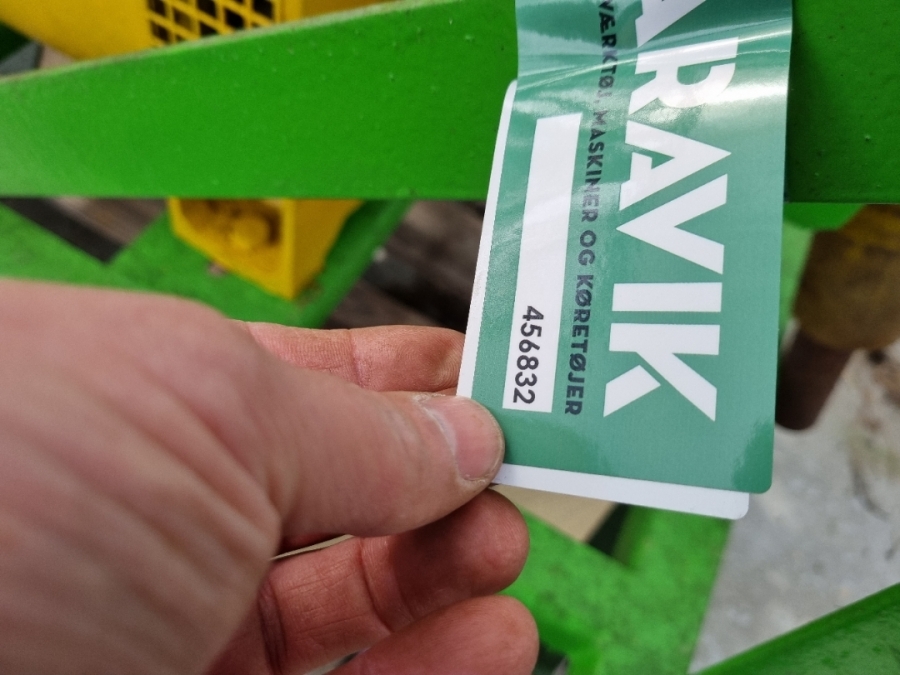 ARAVIK
VÆRKTØJ, MASKINER OG KØRETØJER
456832